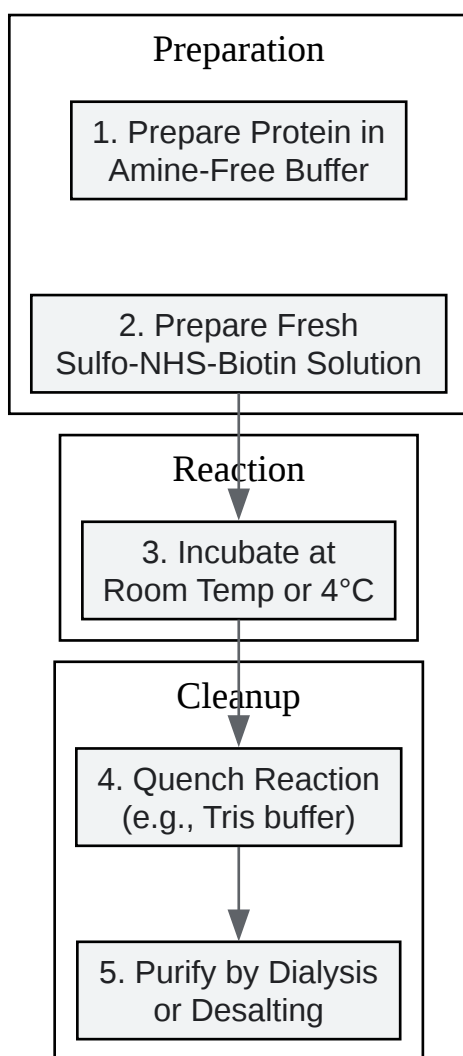 Preparation
1. Prepare Protein in
Amine-Free Buffer
2. Prepare Fresh
Sulfo-NHS-Biotin Solution
Reaction
3. Incubate at
Room Temp or 4°C
Cleanup
4. Quench Reaction
(e.g., Tris buffer)
5. Purify by Dialysis
or Desalting